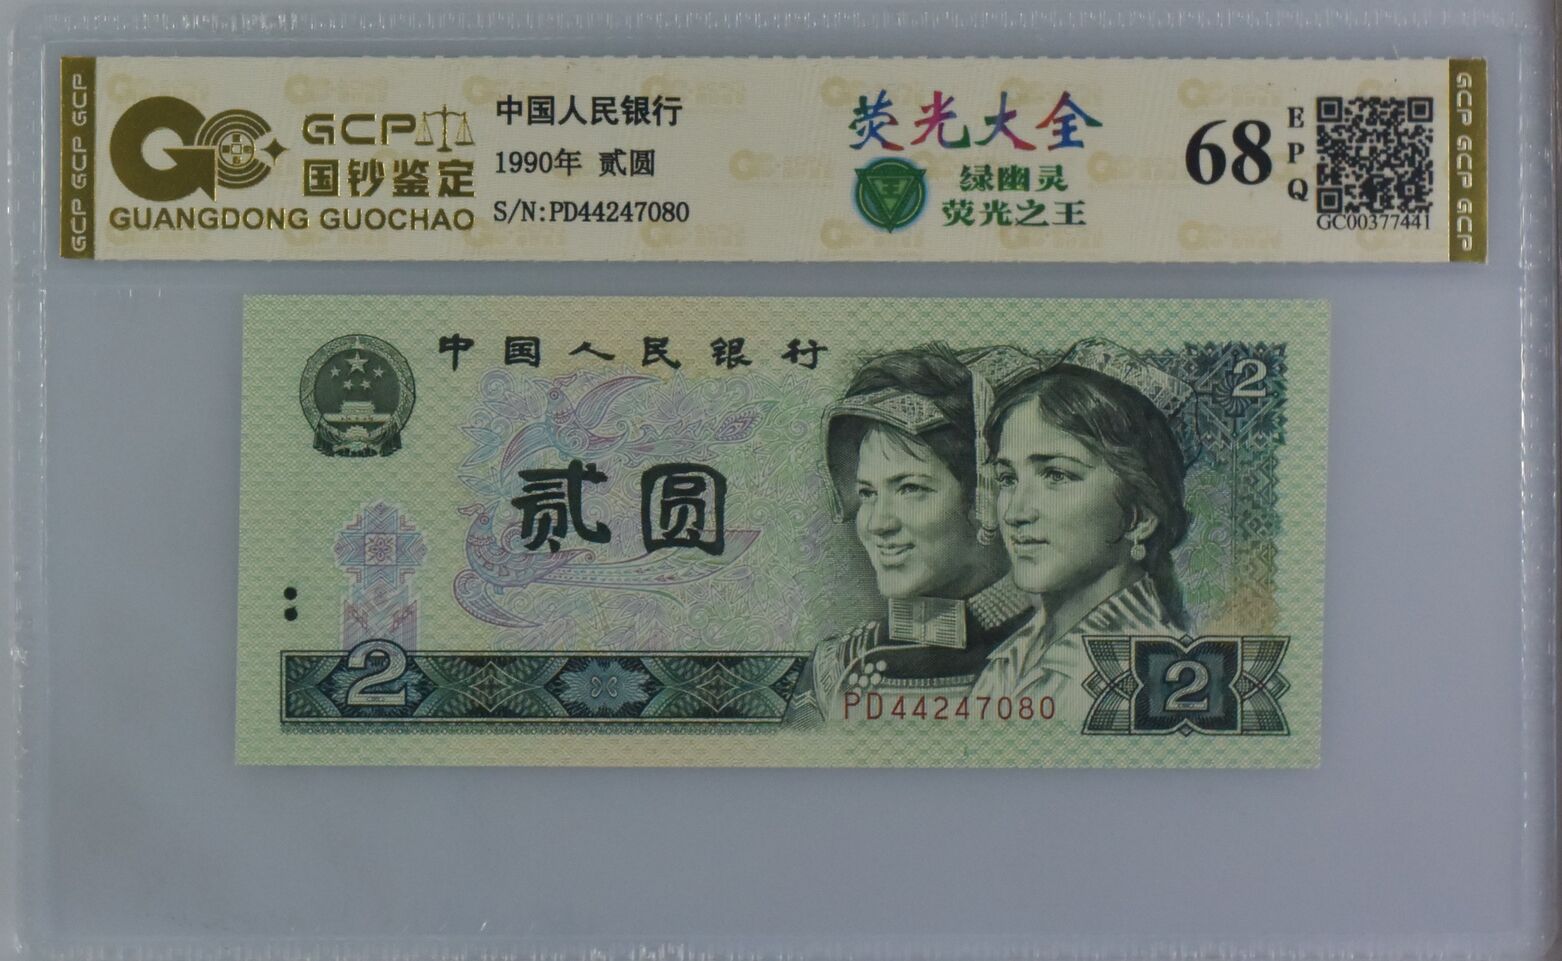 GCP GCP GCP
GCP
国钞鉴定
GUANGDONG GUOCHAO
中国人民银行
1990年 贰圆
S/N:PD44247080
荧光大全
王
绿幽灵
荧光之王
68
EPQ
GC00377441
GCP GCP GCP
中国人民银行
2
贰圆
2
PD44247080
2